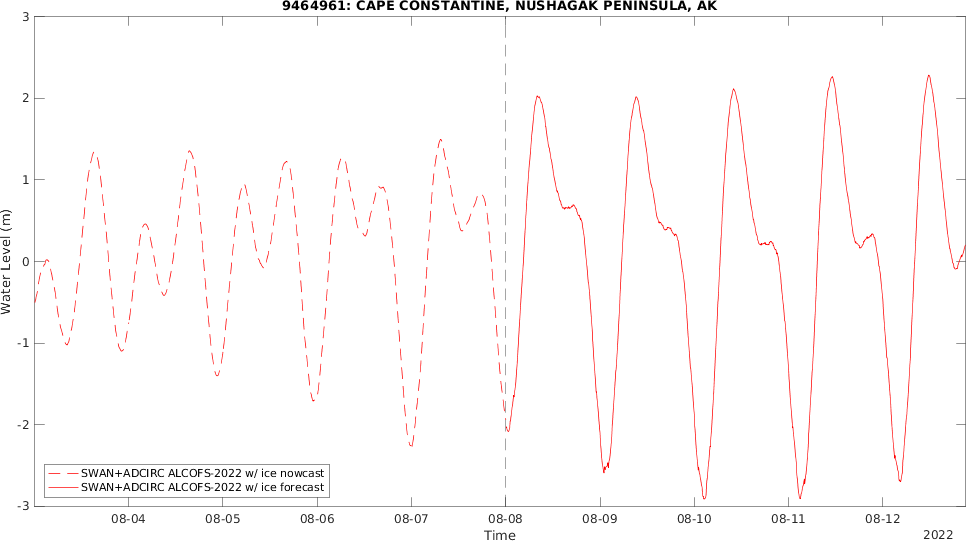 9464961: CAPE CONSTANTINE, NUSHAGAK PENINSULA, AK
3
2
1
0
-1
-2
-3
Water Level (m)
SWAN+ADCIRC ALCOFS-2022 w/ ice nowcast
SWAN+ADCIRC ALCOFS-2022 w/ ice forecast
08-04 08-05 08-06 08-07 08-08 08-09 08-10 08-11 08-12
Time
2022